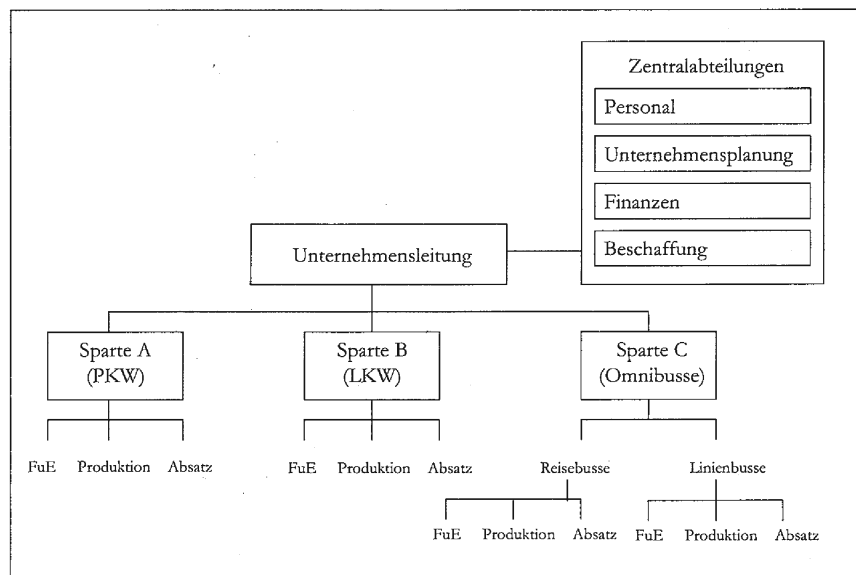 Zentralabteilungen
Personal
Unternehmensplanung
Finanzen
Beschaffung
Unternehmensleitung
Sparte A
(PKW)
Sparte B
(LKW)
Sparte C
(Omnibusse)
FuE Produktion Absatz
FuE Produktion Absatz
Reisebusse Linienbusse
FuE Produktion Absatz
FuE Produktion Absatz